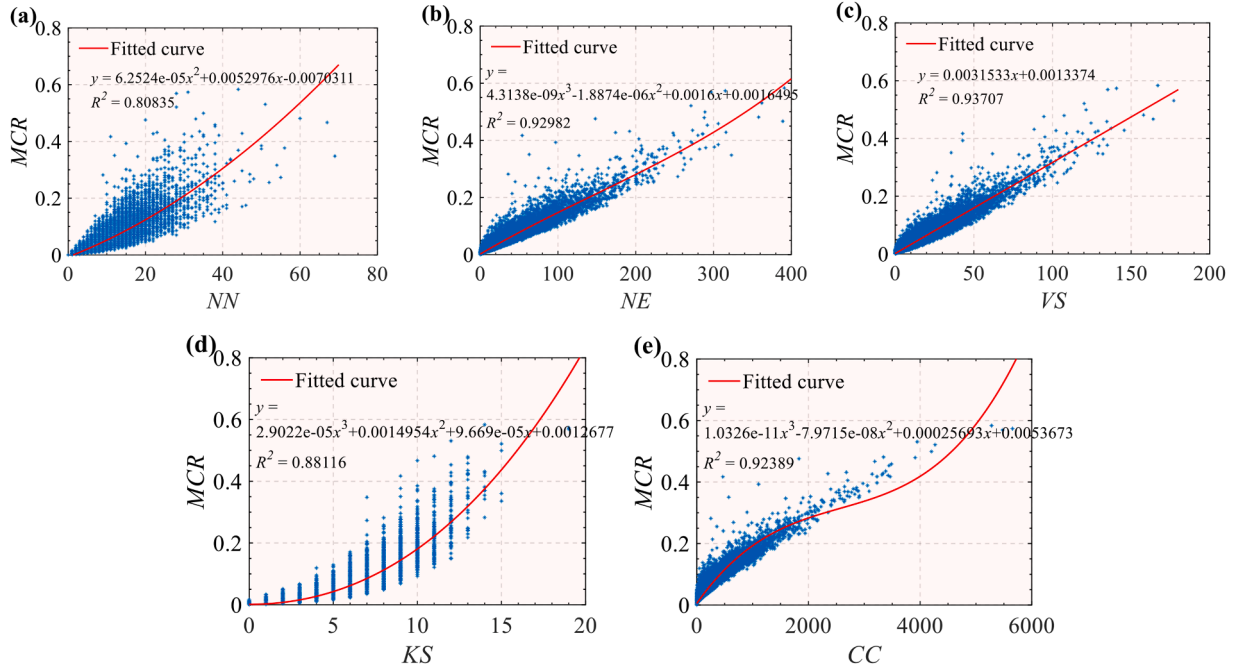 (a)
0.8
0.6
0.4
0.2
0
MCR
Fitted curve
y = 6.2524e-05x²+0.0052976x-0.0070311
R² = 0.80835
0 20 40 60 80
NN
(b)
0.8
0.6
0.4
0.2
0
MCR
Fitted curve
y =
4.3138e-09x³-1.8874e-06x²+0.0016x+0.0016495
R² = 0.92982
0 100 200 300 400
NE
(c)
0.8
0.6
0.4
0.2
0
MCR
Fitted curve
y = 0.0031533x+0.0013374
R² = 0.93707
0 50 100 150 200
VS
(d)
0.8
0.6
0.4
0.2
0
MCR
Fitted curve
y =
2.9022e-05x³+0.0014954x²+9.669e-05x+0.0012677
R² = 0.88116
0 5 10 15 20
KS
(e)
0.8
0.6
0.4
0.2
0
MCR
Fitted curve
y =
1.0326e-11x³-7.9715e-08x²+0.00025693x+0.0053673
R² = 0.92389
0 2000 4000 6000
CC